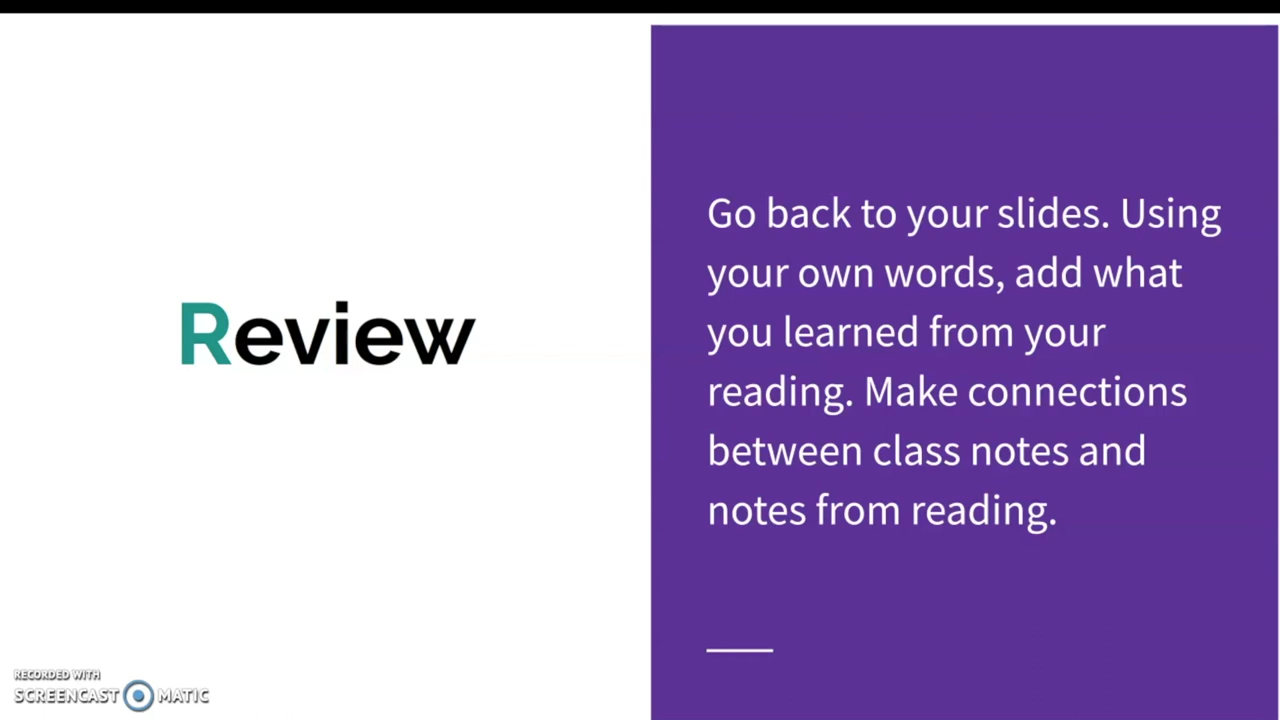 Review
Go back to your slides. Using
your own words, add what
you learned from your
reading. Make connections
between class notes and
notes from reading.
RECORDED WITH
SCREENCAST MATIC